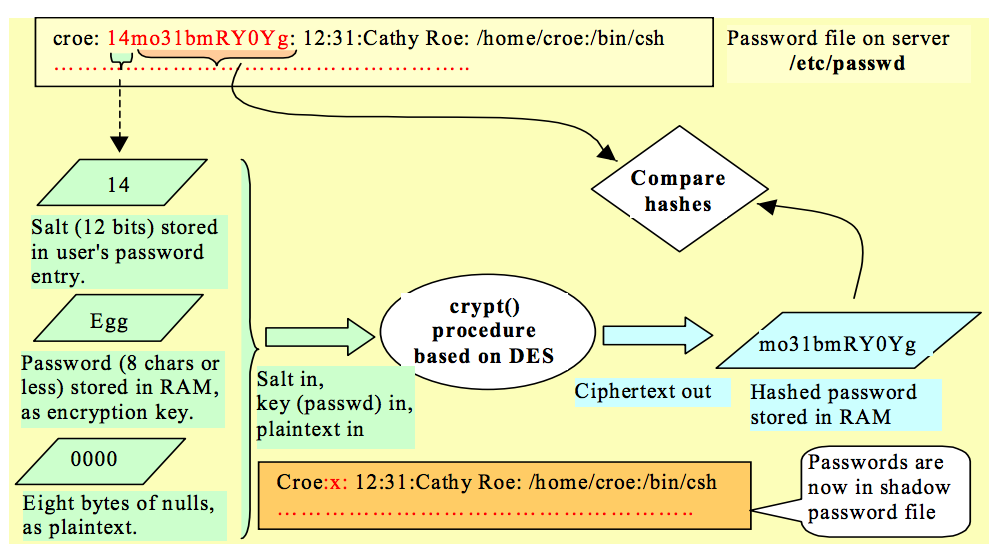 croe: 14mo31bmRY0Yg: 12:31:Cathy Roe: /home/croe:/bin/csh
Password file on server
/etc/passwd
14
Salt (12 bits) stored
in user's password
entry.
Egg
Password (8 chars or
less) stored in RAM,
as encryption key.
0000
Eight bytes of nulls,
as plaintext.
Salt in,
key (passwd) in,
plaintext in
crypt()
procedure
based on DES
Ciphertext out
Compare
hashes
mo31bmRY0Yg
Hashed password
stored in RAM
Croe:x: 12:31:Cathy Roe: /home/croe:/bin/csh
Passwords are
now in shadow
password file